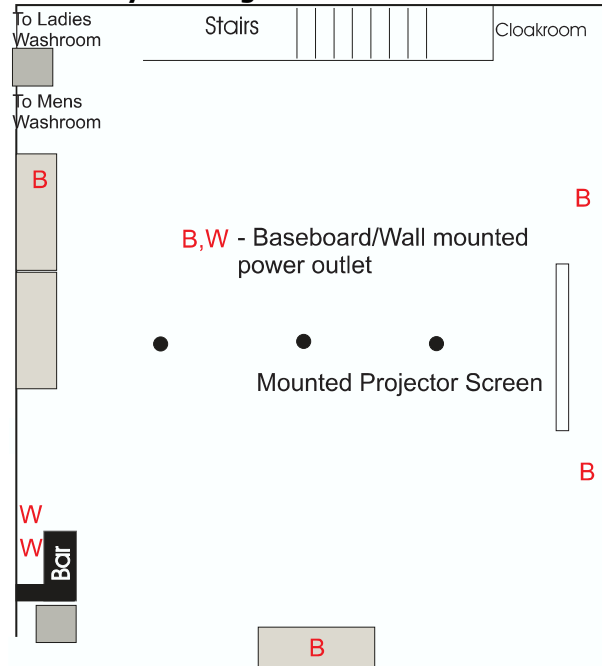 To Ladies
Washroom
Stairs
Cloakroom
To Mens
Washroom
B
B
B,W - Baseboard/Wall mounted
power outlet
Mounted Projector Screen
B
W
W
Bar
B